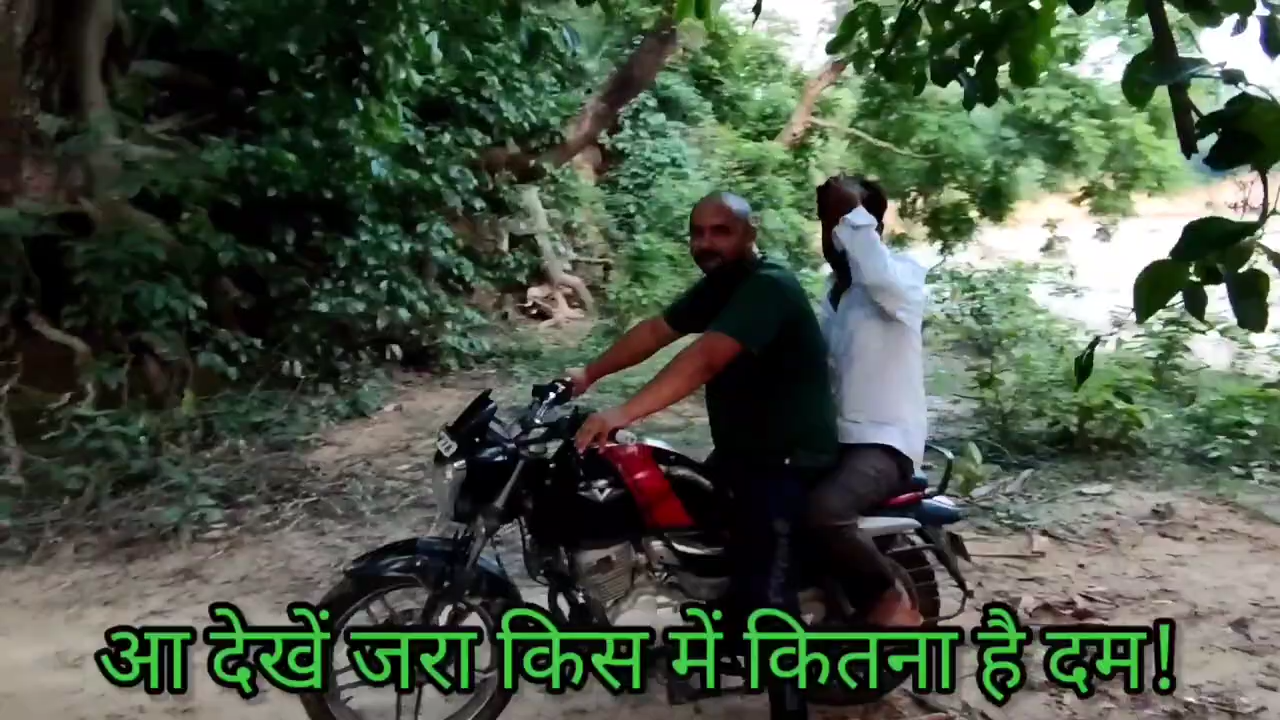 आ देखें जरा किस में कितना है दम!